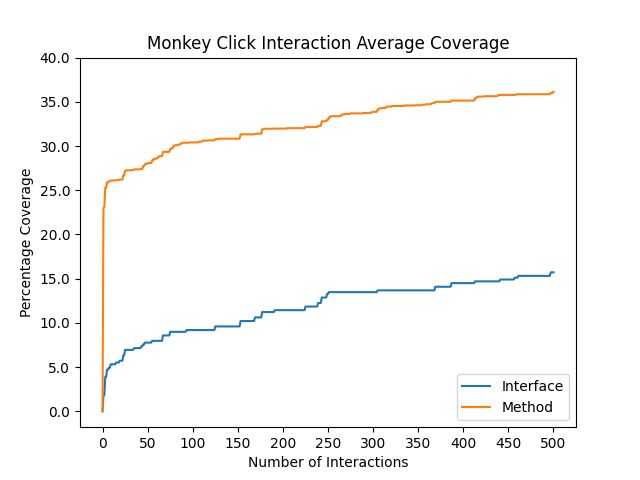 Monkey Click Interaction Average Coverage
40.0
35.0
30.0
25.0
20.0
15.0
10.0
5.0
0.0
Percentage Coverage
Interface
Method
0 50 100 150 200 250 300 350 400 450 500
Number of Interactions